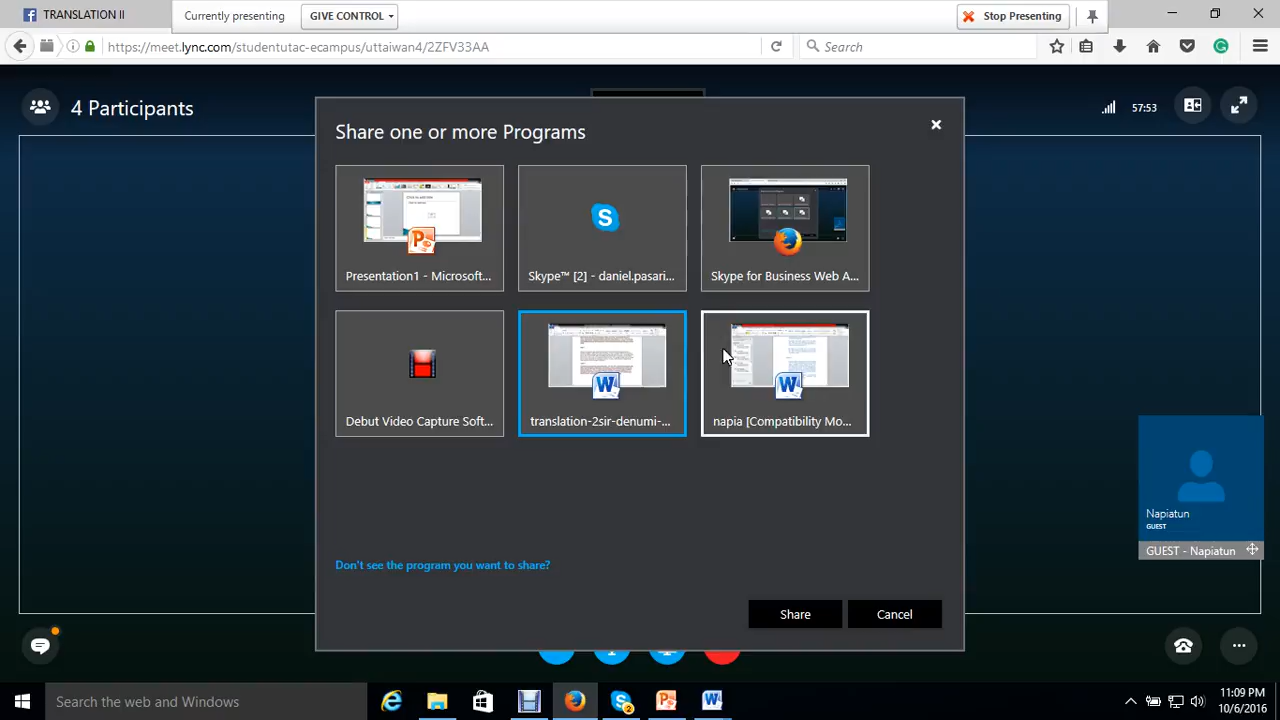 TRANSLATION II
Currently presenting
GIVE CONTROL
Stop Presenting
https://meet.lync.com/studentutac-ecampus/uttaiwan4/2ZFV33AA
Search
4 Participants
57:53
Share one or more Programs
Presentation1 - Microsoft...
Skype™ [2] - daniel.pasari...
Skype for Business Web A...
Debut Video Capture Soft...
translation-2sir-denumi-...
napia [Compatibility Mo...
Napiatun
GUEST
GUEST - Napiatun
Don't see the program you want to share?
Share
Cancel
Search the web and Windows
11:09 PM
10/6/2016